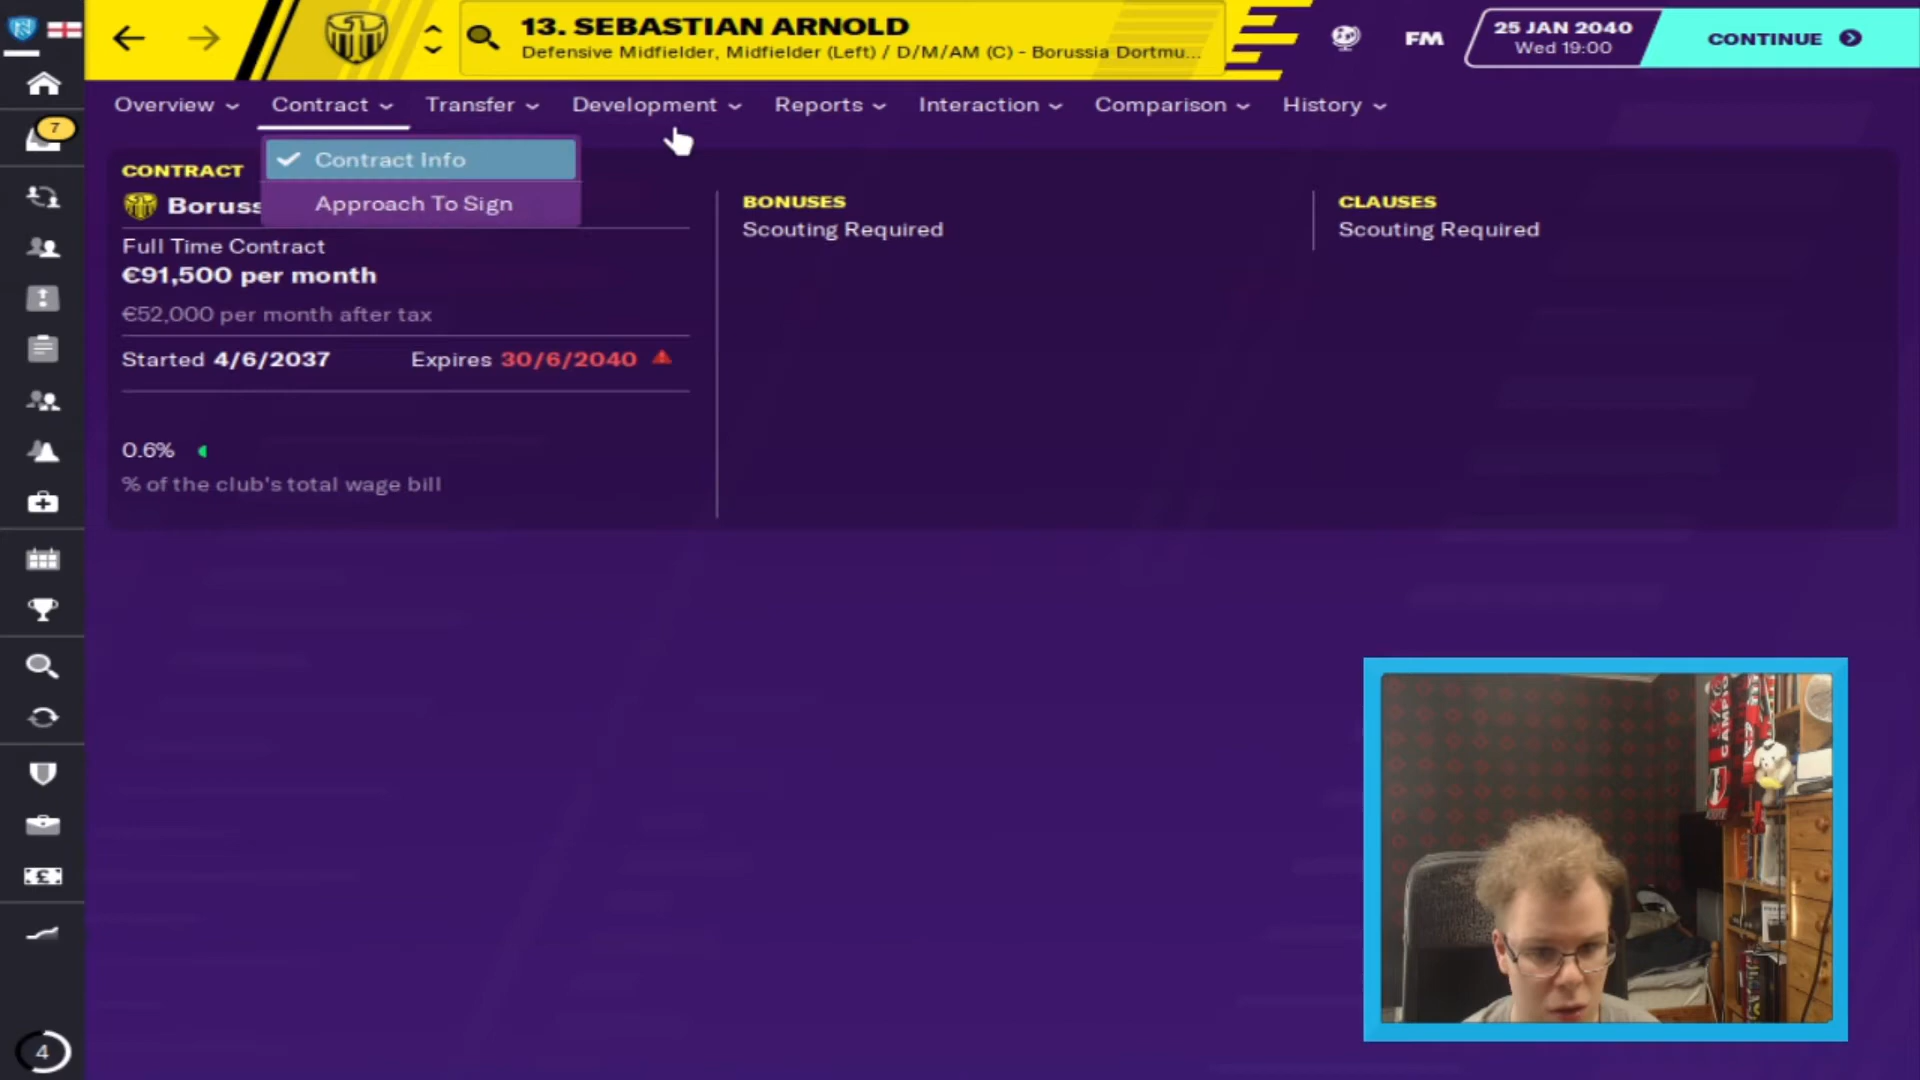 13. SEBASTIAN ARNOLD
Defensive Midfielder, Midfielder (Left) / D/M/AM (C) - Borussia Dortmu...
FM
25 JAN 2040
Wed 19:00
CONTINUE
7
Overview
Contract
Transfer
Development
Reports
Interaction
Comparison
History
Contract Info
Approach To Sign
CONTRACT
Boruss
Full Time Contract
€91,500 per month
€52,000 per month after tax
Started 4/6/2037
Expires 30/6/2040
0.6%
% of the club's total wage bill
BONUSES
Scouting Required
CLAUSES
Scouting Required
4